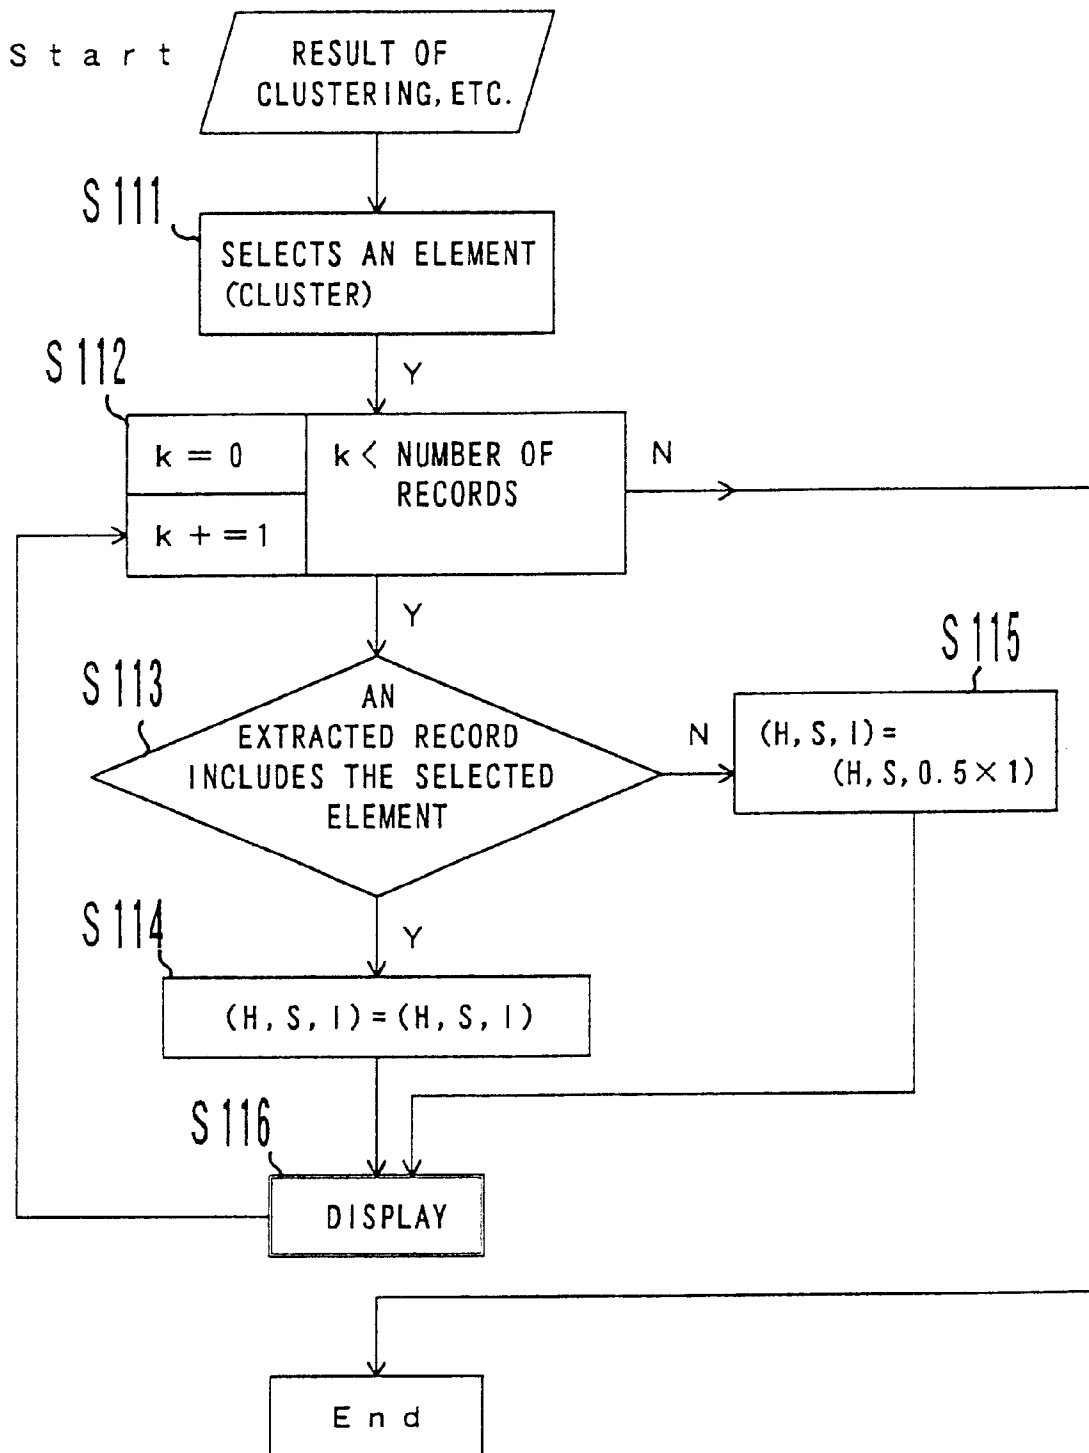 Start
RESULT OF
CLUSTERING, ETC.
S111
SELECTS AN ELEMENT
(CLUSTER)
Y
S112
k = 0
k < NUMBER OF
RECORDS
N
k + = 1
Y
S113
AN
EXTRACTED RECORD
INCLUDES THE SELECTED
ELEMENT
N
S115
(H, S, I) =
(H, S, 0.5 × I)
Y
S114
(H, S, I) = (H, S, I)
S116
DISPLAY
End